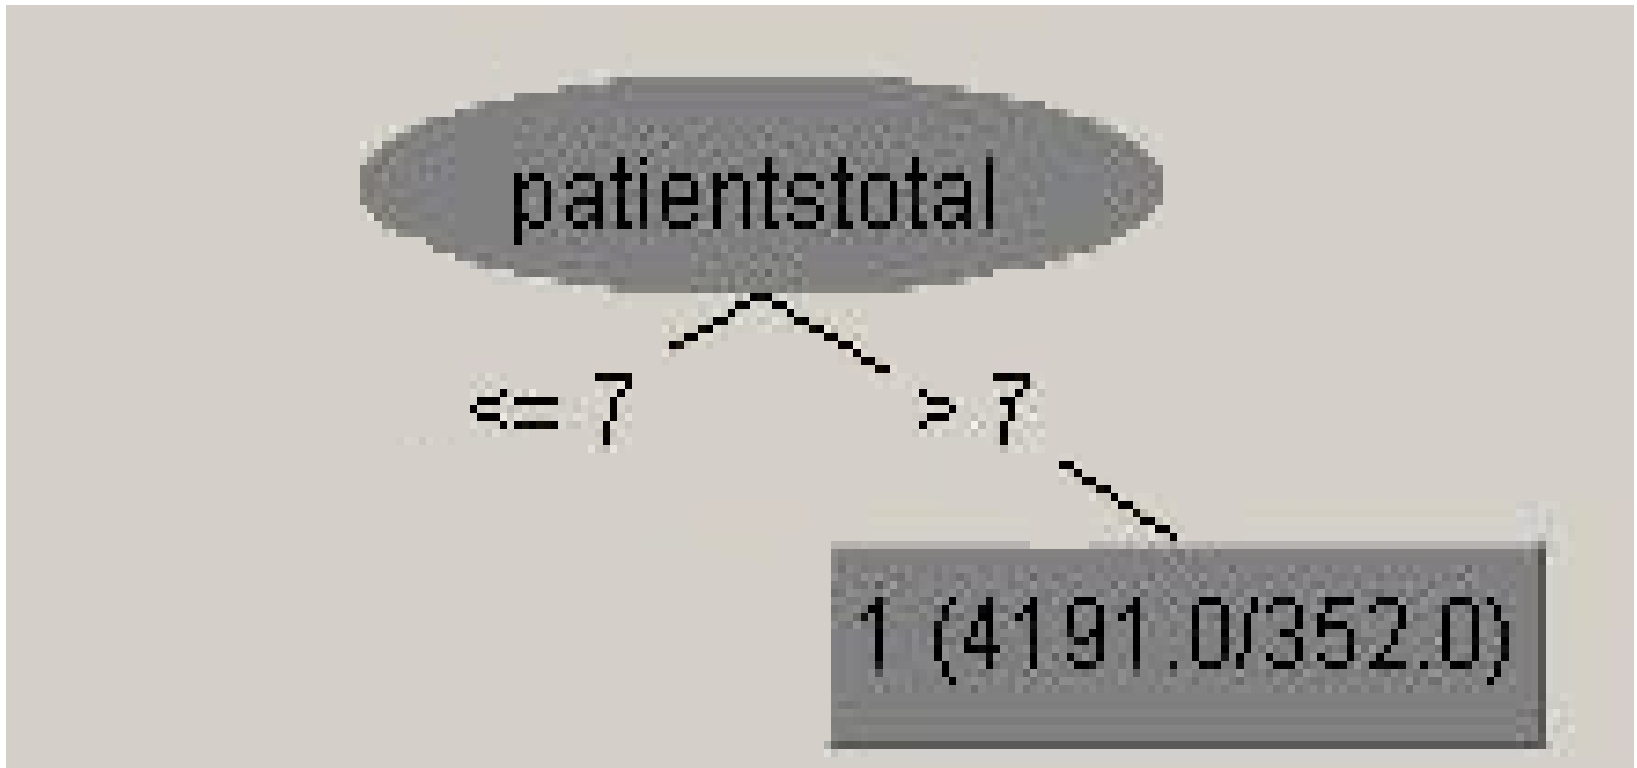 patientstotal
<= 7 > 7
1 (4191.0/352.0)